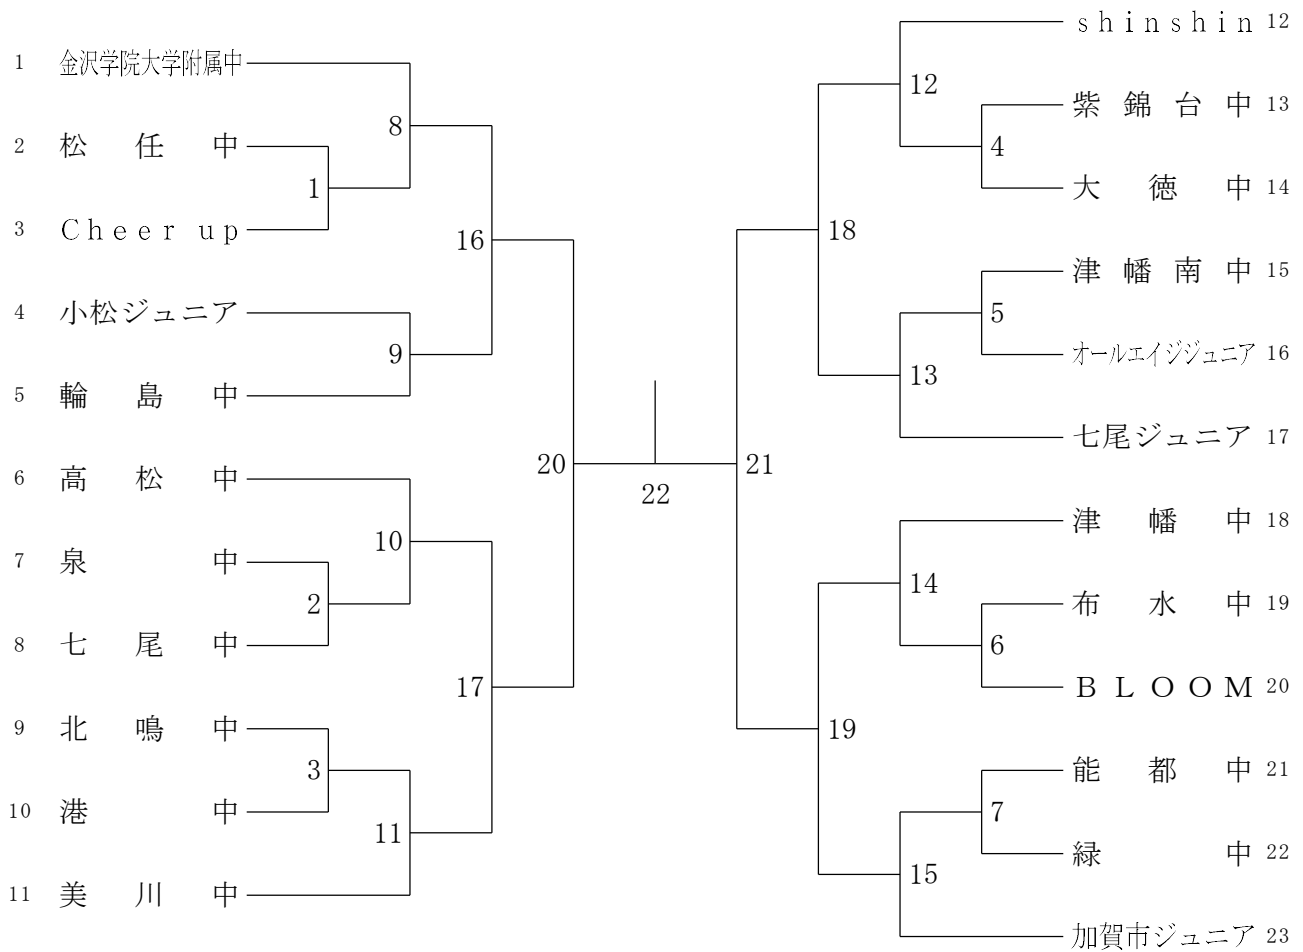 1 金沢学院大学附属中
8
2 松任中
1
3 Cheer up
16
4 小松ジュニア
9
5 輪島中
20
6 高松中
10
7 泉中
2
8 七尾中
17
9 北鳴中
3
10 港中
11
11 美川中
22
shinshin 12
12
紫錦台中 13
4
大徳中 14
18
津幡南中 15
5
オールエイジジュニア 16
13
七尾ジュニア 17
21
津幡中 18
14
布水中 19
6
BLOOM 20
19
能都中 21
7
緑中 22
15
加賀市ジュニア 23